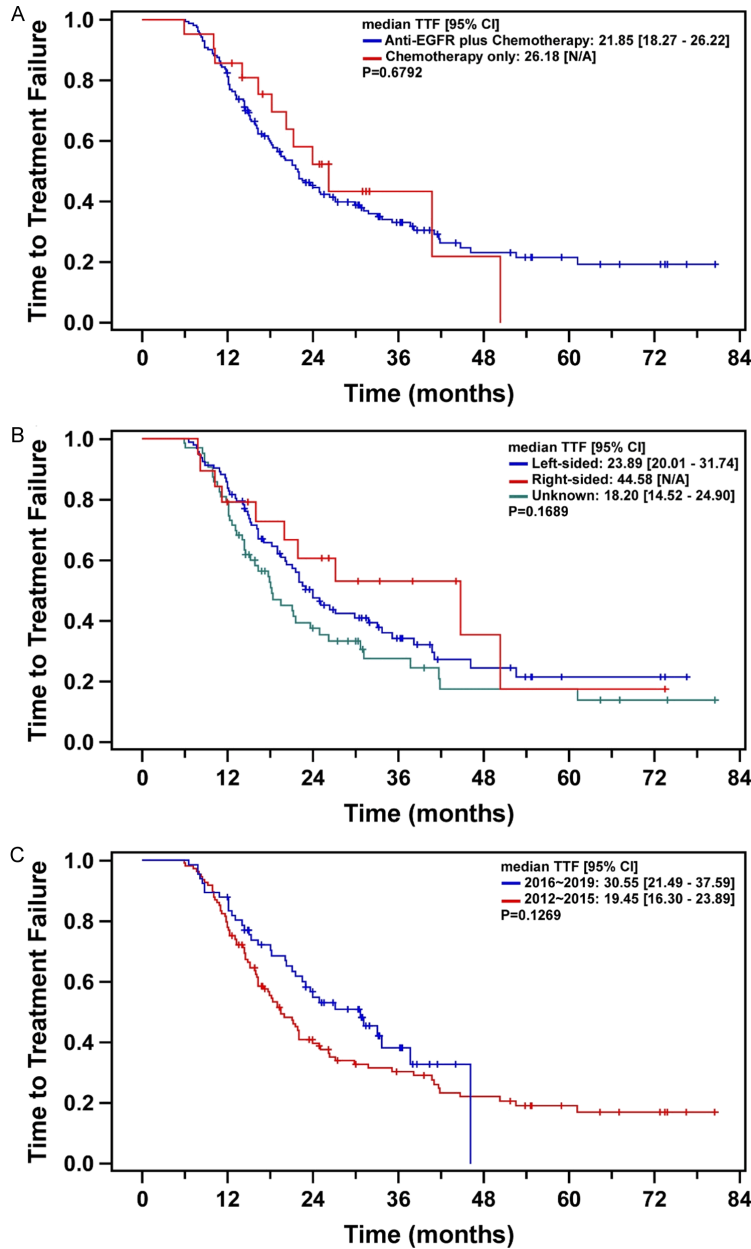 A
median TTF [95% CI]
Anti-EGFR plus Chemotherapy: 21.85 [18.27 - 26.22]
Chemotherapy only: 26.18 [N/A]
P=0.6792
Time to Treatment Failure
1.0
0.8
0.6
0.4
0.2
0.0
0 12 24 36 48 60 72 84
Time (months)
B
median TTF [95% CI]
Left-sided: 23.89 [20.01 - 31.74]
Right-sided: 44.58 [N/A]
Unknown: 18.20 [14.52 - 24.90]
P=0.1689
Time to Treatment Failure
1.0
0.8
0.6
0.4
0.2
0.0
0 12 24 36 48 60 72 84
Time (months)
C
median TTF [95% CI]
2016~2019: 30.55 [21.49 - 37.59]
2012~2015: 19.45 [16.30 - 23.89]
P=0.1269
Time to Treatment Failure
1.0
0.8
0.6
0.4
0.2
0.0
0 12 24 36 48 60 72 84
Time (months)